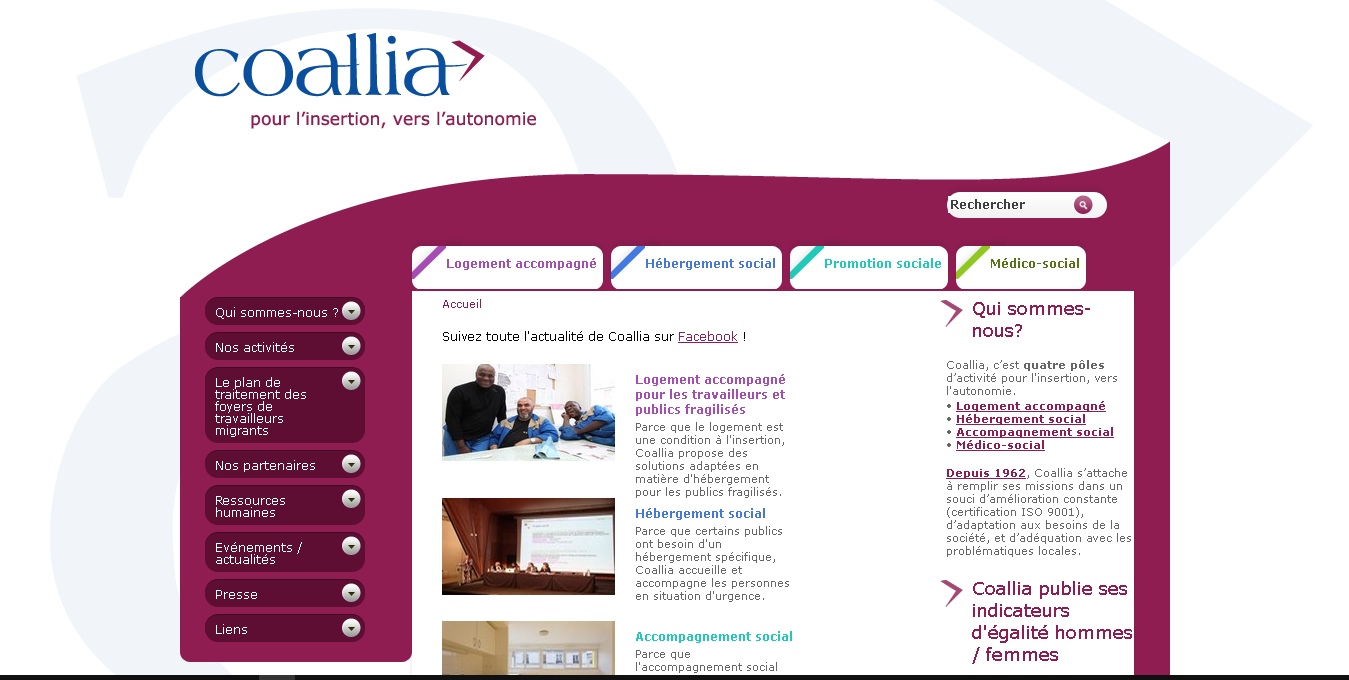 coallia
pour l'insertion, vers l'autonomie
Rechercher
Logement accompagné
Hébergement social
Promotion sociale
Médico-social
Qui sommes-nous ?
Nos activités
Le plan de
traitement des
foyers de
travailleurs
migrants
Nos partenaires
Ressources
humaines
Evénements /
actualités
Presse
Liens
Accueil
Suivez toute l'actualité de Coallia sur Facebook !
Logement accompagné
pour les travailleurs et
publics fragilisés
Parce que le logement est
une condition à l'insertion,
Coallia propose des
solutions adaptées en
matière d'hébergement
pour les publics fragilisés.
Hébergement social
Parce que certains publics
ont besoin d'un
hébergement spécifique,
Coallia accueille et
accompagne les personnes
en situation d'urgence.
Accompagnement social
Parce que
l'accompagnement social
Qui sommes-
nous?
Coallia, c’est quatre pôles
d’activité pour l’insertion, vers
l'autonomie.
• Logement accompagné
• Hébergement social
• Accompagnement social
• Médico-social
Depuis 1962, Coallia s’attache
à remplir ses missions dans un
souci d’amélioration constante
(certification ISO 9001),
d’adaptation aux besoins de la
société, et d’adéquation avec les
problématiques locales.
Coallia publie ses
indicateurs
d'égalité hommes
/ femmes